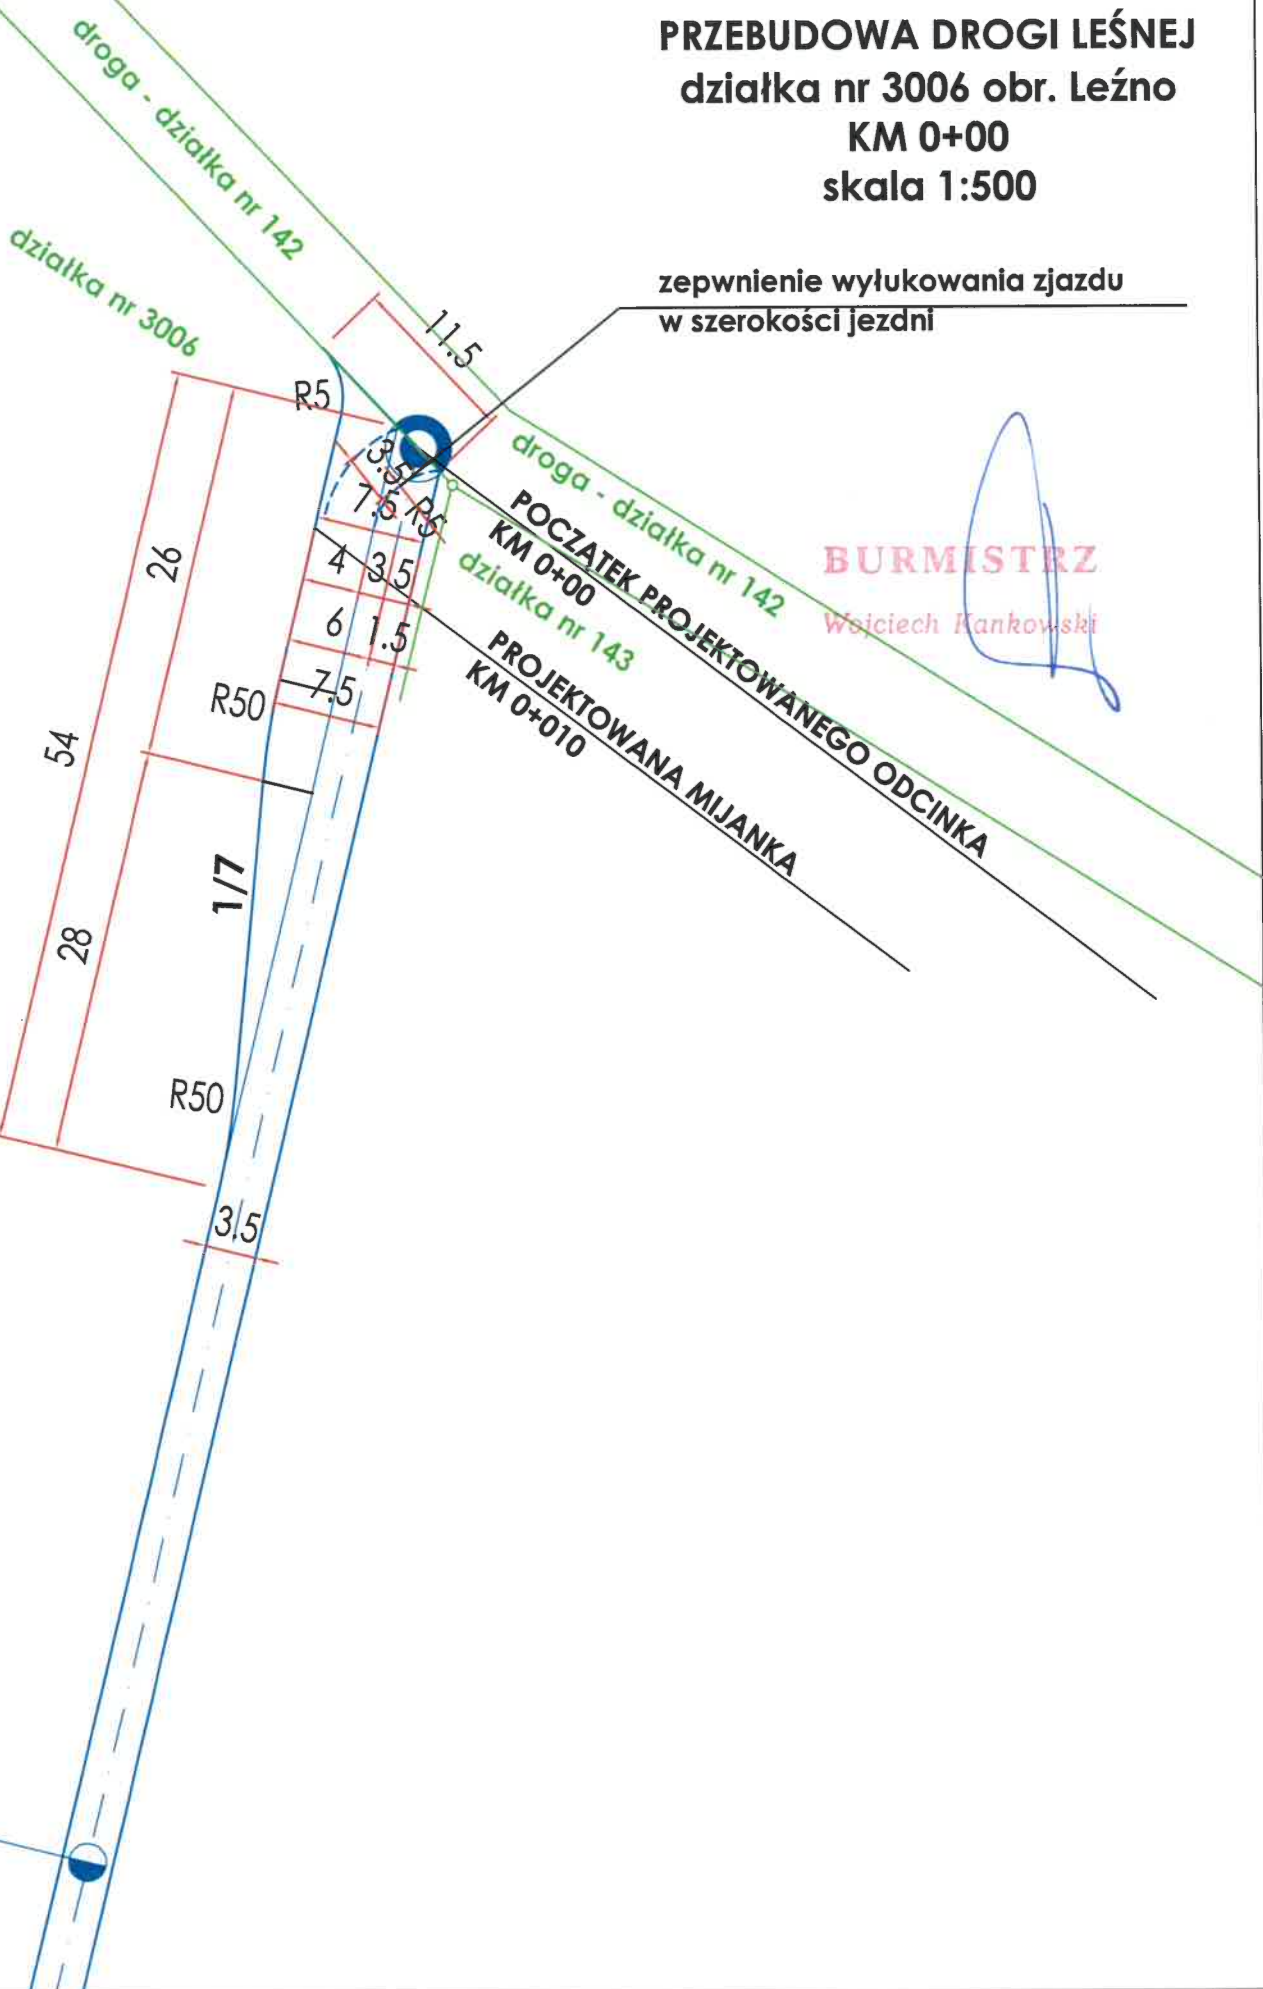 PRZEBUDOWA DROGI LEŚNEJ
działka nr 3006 obr. Leźno
KM 0+00
skala 1:500
droga - działka nr 142
działka nr 3006
zepwnienie wyłukowania zjazdu
w szerokości jezdni
11.5
R5
3.5
7.5
R5
droga - działka nr 142
POCZĄTEK PROJEKTOWANEGO ODCINKA
KM 0+00
BURMISTRZ
Wojciech Kankowski
26
4
3.5
działka nr 143
6
1.5
PROJEKTOWANA MIJANKA
KM 0+010
R50
7.5
54
1/7
28
R50
3.5